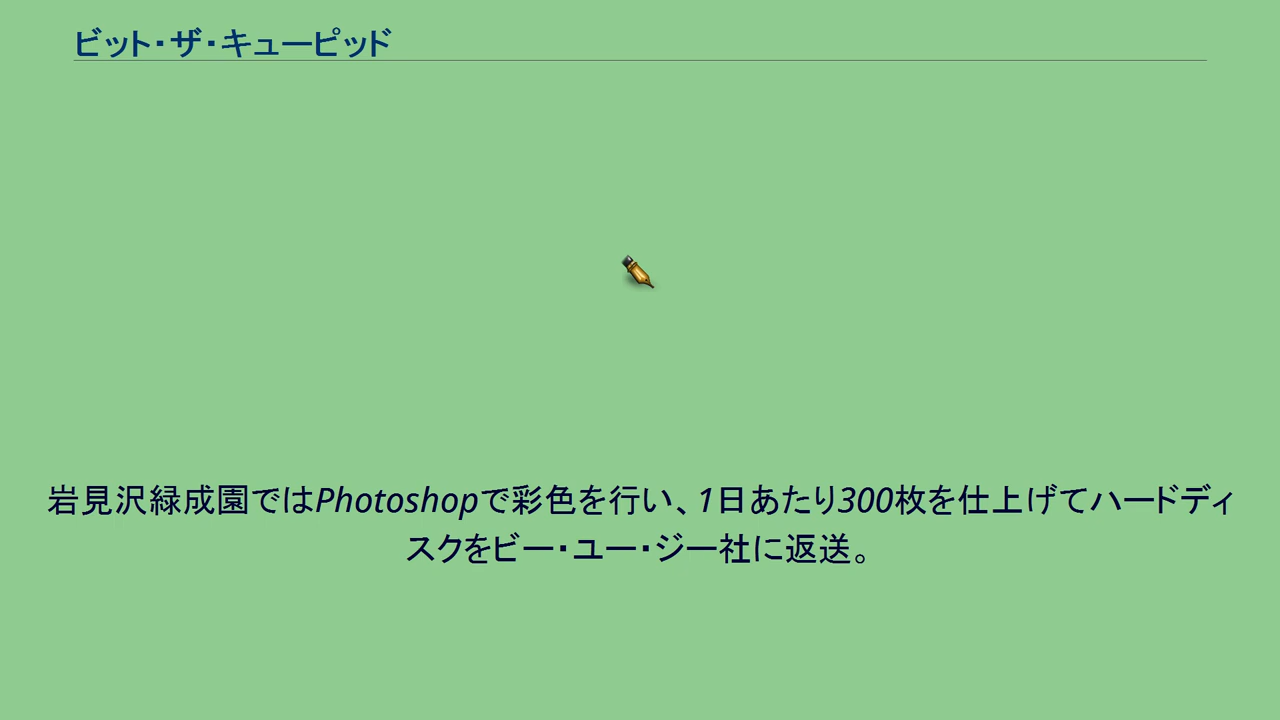 ビット・ザ・キューピッド
岩見沢緑成園ではPhotoshopで彩色を行い、1日あたり300枚を仕上げてハードディ
スクをビー・ユー・ジー社に返送。